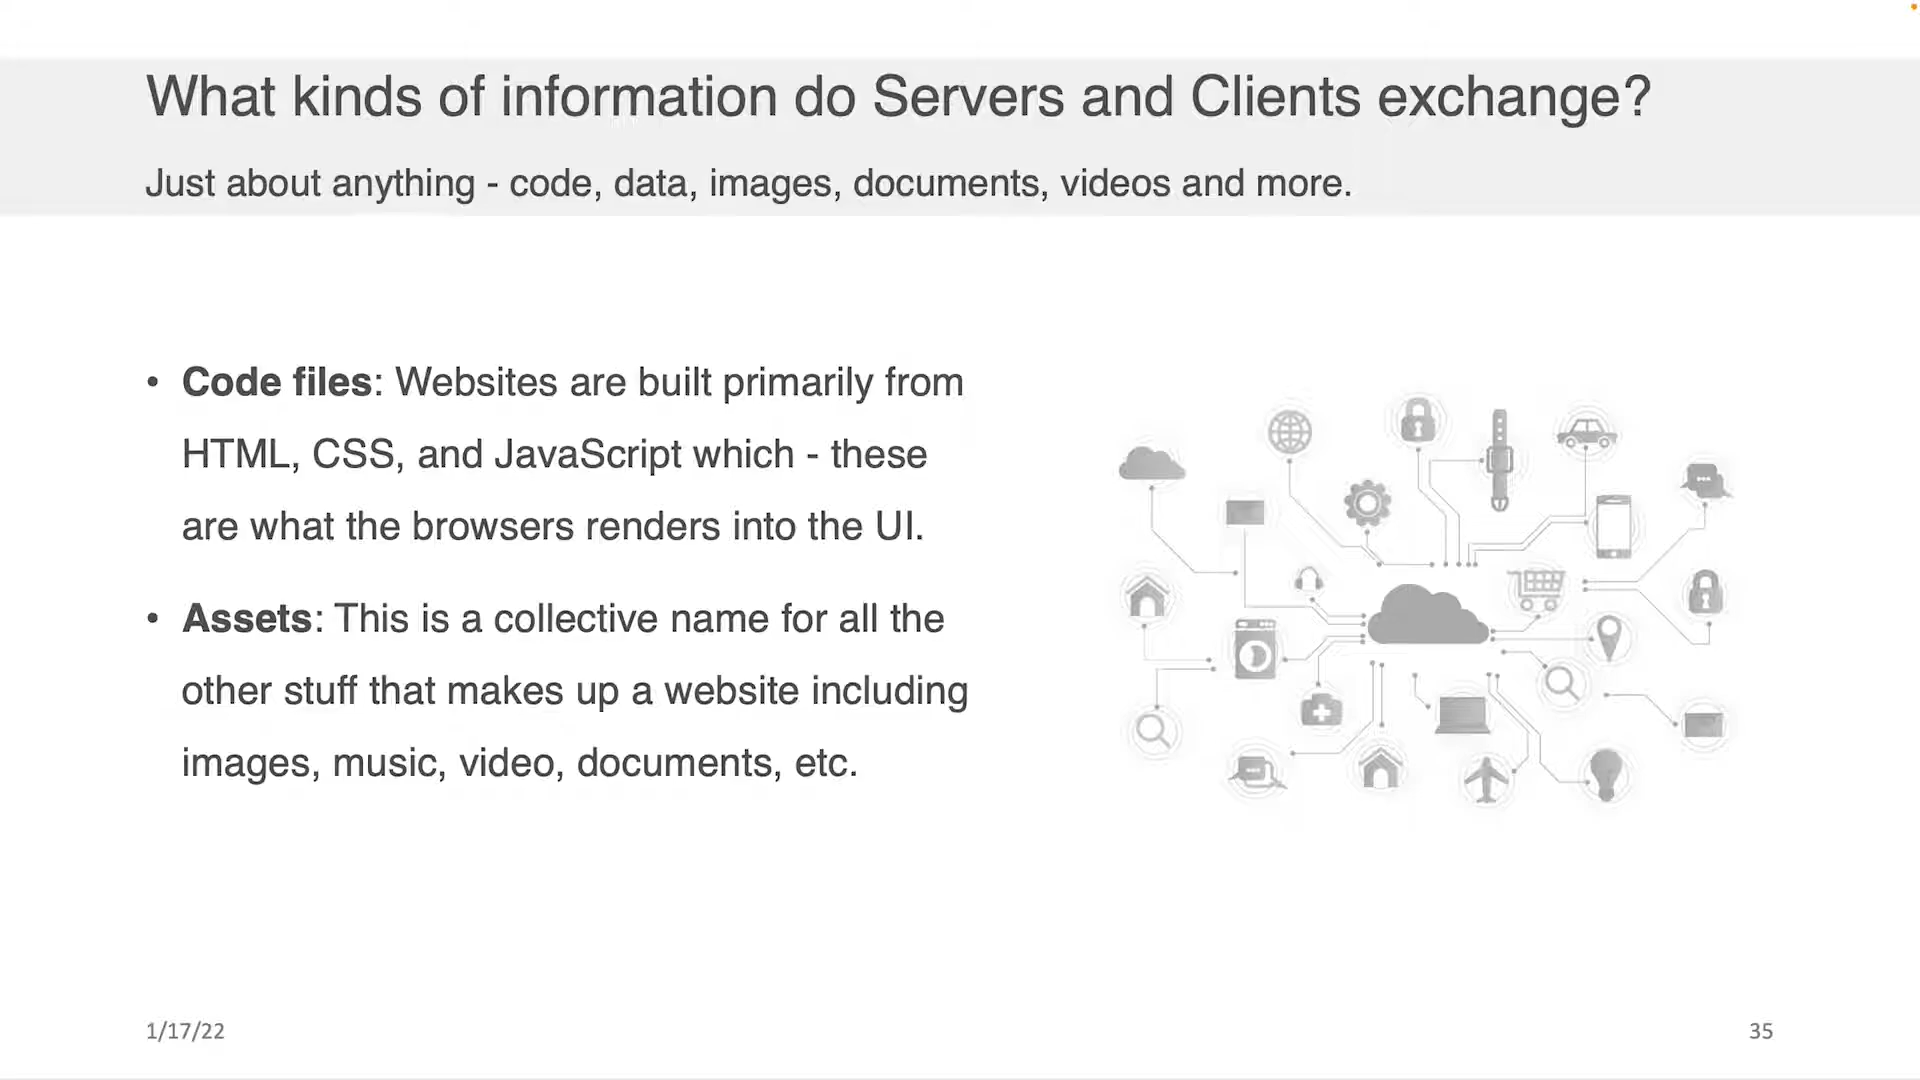 What kinds of information do Servers and Clients exchange?
Just about anything - code, data, images, documents, videos and more.
• Code files: Websites are built primarily from
HTML, CSS, and JavaScript which - these
are what the browsers renders into the UI.
• Assets: This is a collective name for all the
other stuff that makes up a website including
images, music, video, documents, etc.
1/17/22
35